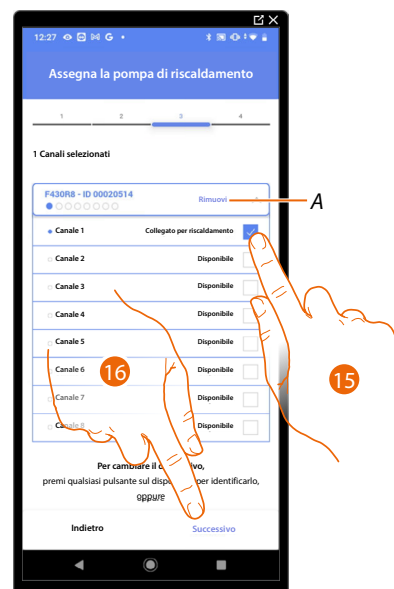 12:27 G
Assegna la pompa di riscaldamento
1 2 3 4
1 Canali selezionati
F430R8 - ID 00020514
Rimuovi
A
Canale 1 Collegato per riscaldamento
Canale 2 Disponibile
Canale 3 Disponibile
Canale 4 Disponibile
Canale 5 Disponibile
Canale 6 Disponibile
Canale 7 Disponibile
Canale 8 Disponibile
16
15
Per cambiare il
premi qualsiasi pulsante sul per identificarlo,
oppure
Indietro Successivo